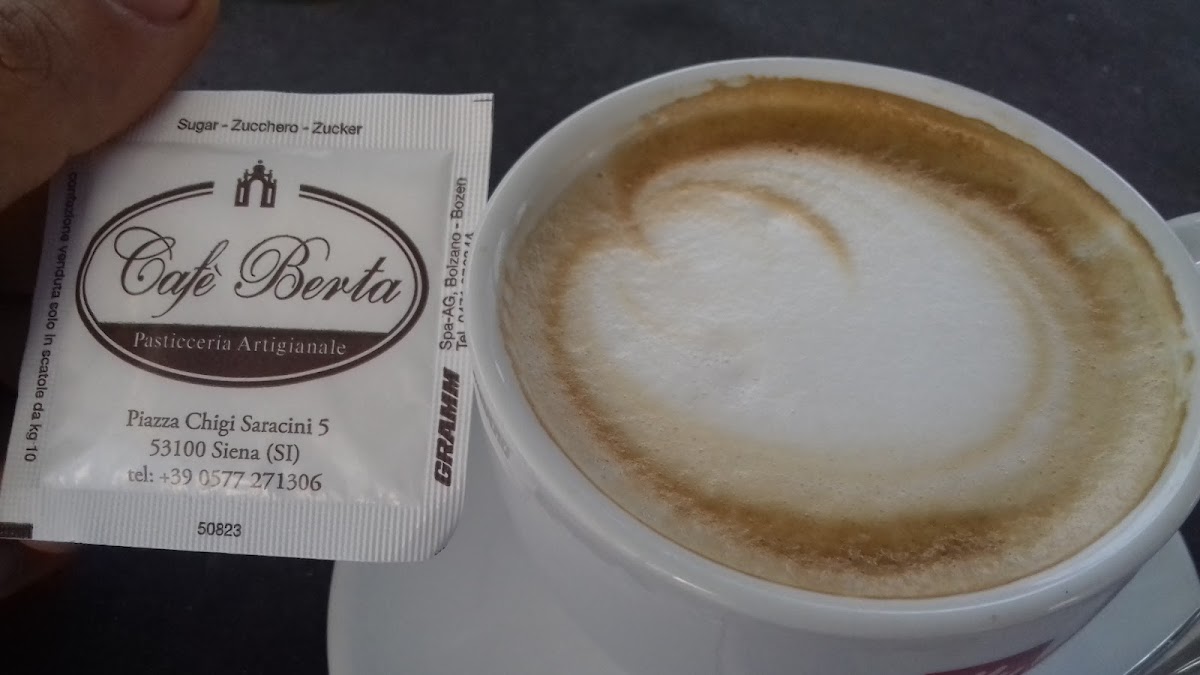 Sugar - Zucchero - Zucker
Cafè Berta
Pasticceria Artigianale
Piazza Chigi Saracini 5
53100 Siena (SI)
tel: +39 0577 271306
50823
confezione venduta solo in scatole da kg 10
GRAMM Spa-AG, Bolzano - Bozen
Tel.